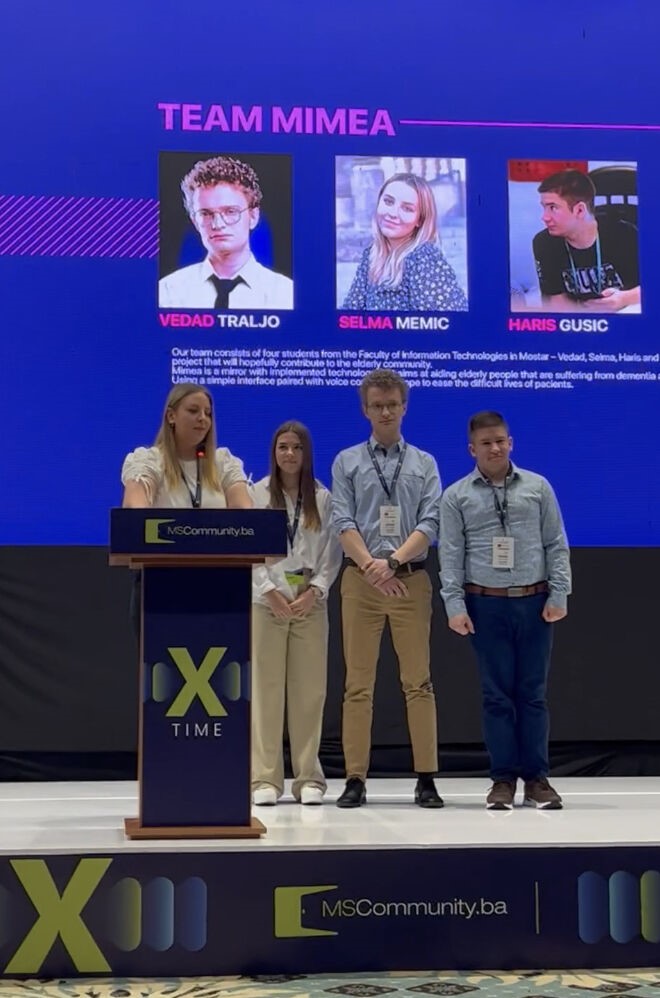 TEAM MIMEA
VEDAD TRALJO
SELMA MEMIC
HARIS GUSIC
Our team consists of four students from the Faculty of Information Technologies in Mostar – Vedad, Selma, Haris and
project that will hopefully contribute to the elderly community.
Mimea is a mirror with implemented aims at aiding elderly people that are suffering from dementia
Using a simple interface paired with voice to ease the difficult lives of pacients.
MSCommunity.ba
X
TIME
X
MSCommunity.ba